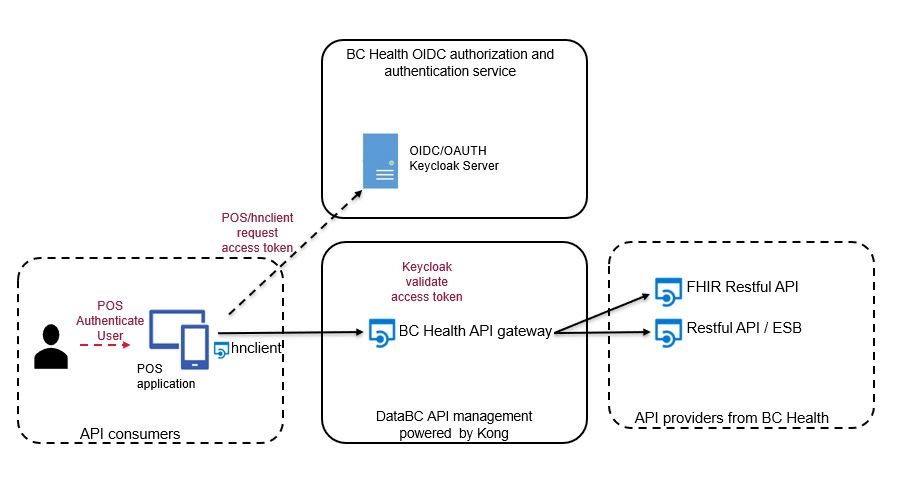 BC Health OIDC authorization and
authentication service
OIDC/OAUTH
Keycloak Server
POS/hnclient
request
access token
POS
Authenticate
User
POS
application
hnclient
API consumers
Keycloak
validate
access token
BC Health API gateway
DataBC API management
powered by Kong
FHIR Restful API
Restful API / ESB
API providers from BC Health